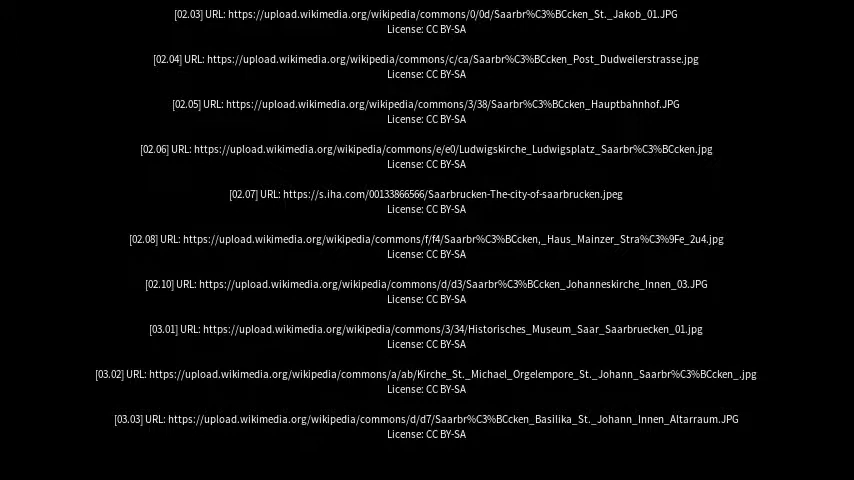 [02.03] URL: https://upload.wikimedia.org/wikipedia/commons/0/0d/Saarbr%C3%BCcken_St._Jakob_01.JPG
License: CC BY-SA
[02.04] URL: https://upload.wikimedia.org/wikipedia/commons/c/ca/Saarbr%C3%BCcken_Post_Dudweilerstrasse.jpg
License: CC BY-SA
[02.05] URL: https://upload.wikimedia.org/wikipedia/commons/3/38/Saarbr%C3%BCcken_Hauptbahnhof.JPG
License: CC BY-SA
[02.06] URL: https://upload.wikimedia.org/wikipedia/commons/e/e0/Ludwigskirche_Ludwigsplatz_Saarbr%C3%BCcken.jpg
License: CC BY-SA
[02.07] URL: https://s.iha.com/00133866566/Saarbrucken-The-city-of-saarbrucken.jpeg
License: CC BY-SA
[02.08] URL: https://upload.wikimedia.org/wikipedia/commons/f/f4/Saarbr%C3%BCcken,_Haus_Mainzer_Stra%C3%9Fe_2u4.jpg
License: CC BY-SA
[02.10] URL: https://upload.wikimedia.org/wikipedia/commons/d/d3/Saarbr%C3%BCcken_Johanneskirche_Innen_03.JPG
License: CC BY-SA
[03.01] URL: https://upload.wikimedia.org/wikipedia/commons/3/34/Historisches_Museum_Saar_Saarbruecken_01.jpg
License: CC BY-SA
[03.02] URL: https://upload.wikimedia.org/wikipedia/commons/a/ab/Kirche_St._Michael_Orgelempore_St._Johann_Saarbr%C3%BCcken_.jpg
License: CC BY-SA
[03.03] URL: https://upload.wikimedia.org/wikipedia/commons/d/d7/Saarbr%C3%BCcken_Basilika_St._Johann_Innen_Altarraum.JPG
License: CC BY-SA